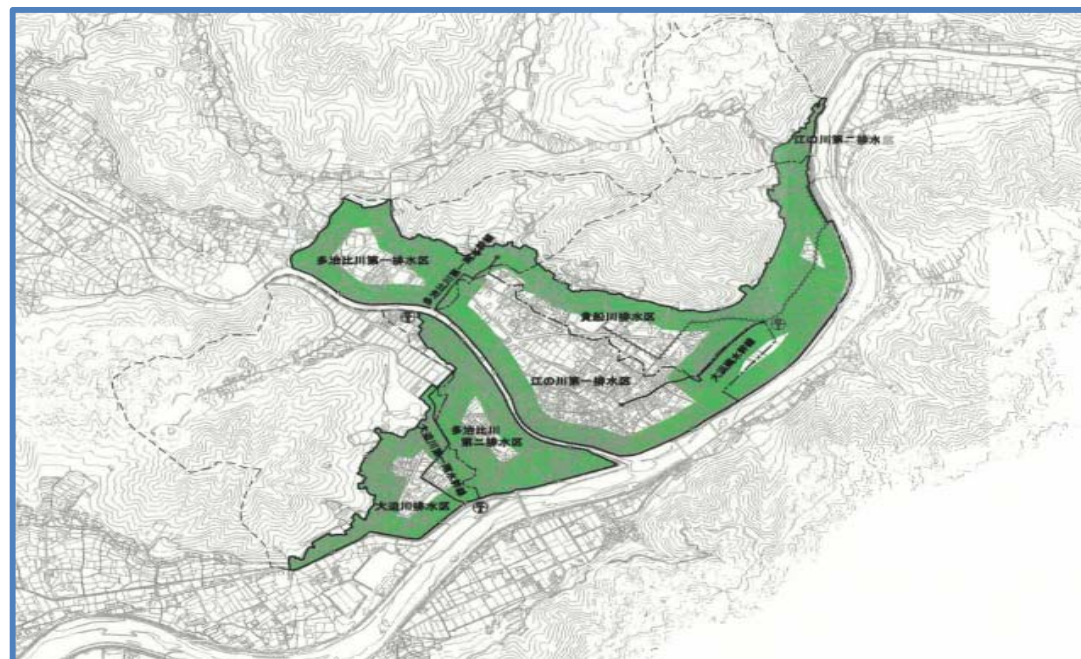 江の川第二排水区
多治比川第一排水区
貴船川排水区
江の川第一排水区
多治比川
第二排水区
大迫川排水区